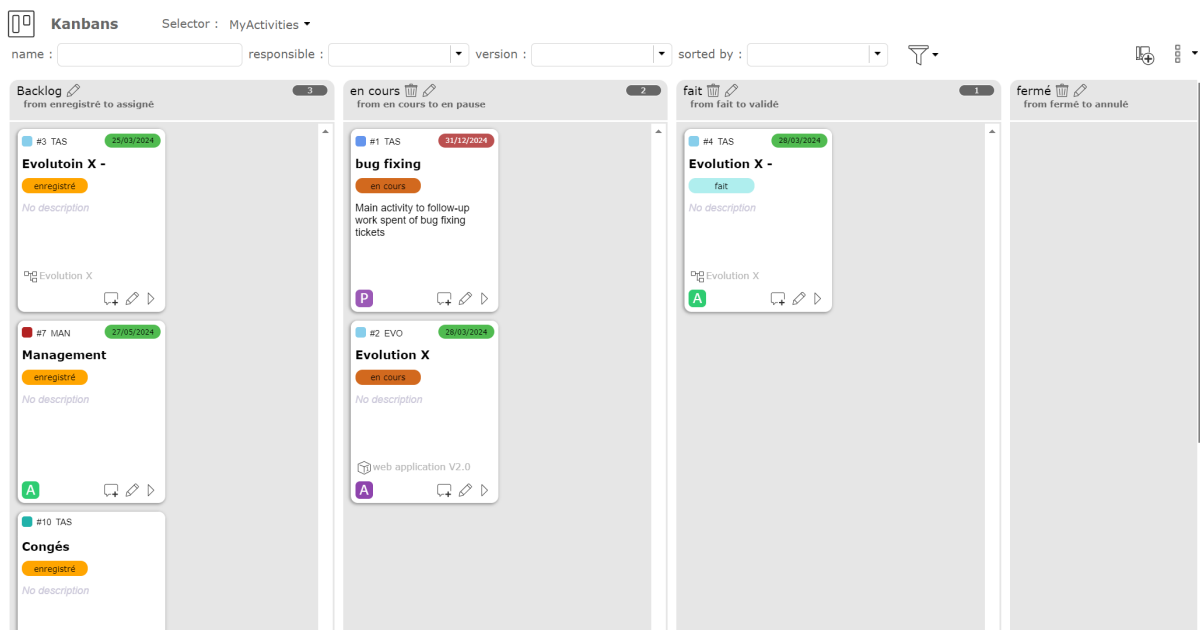 Kanbans
Selector : MyActivities
name :
responsible :
version :
sorted by :
Backlog
3
from enregistré to assigné
#3 TAS
25/03/2024
Evolutoin X -
enregistré
No description
Evolution X
#7 MAN
27/05/2024
Management
enregistré
No description
A
#10 TAS
Congés
enregistré
No description
en cours
2
from en cours to en pause
#1 TAS
31/12/2024
bug fixing
en cours
Main activity to follow-up
work spent of bug fixing
tickets
P
#2 EVO
28/03/2024
Evolution X
en cours
No description
web application V2.0
A
fait
1
from fait to validé
#4 TAS
28/03/2024
Evolution X -
fait
No description
Evolution X
A
fermé
from fermé to annulé